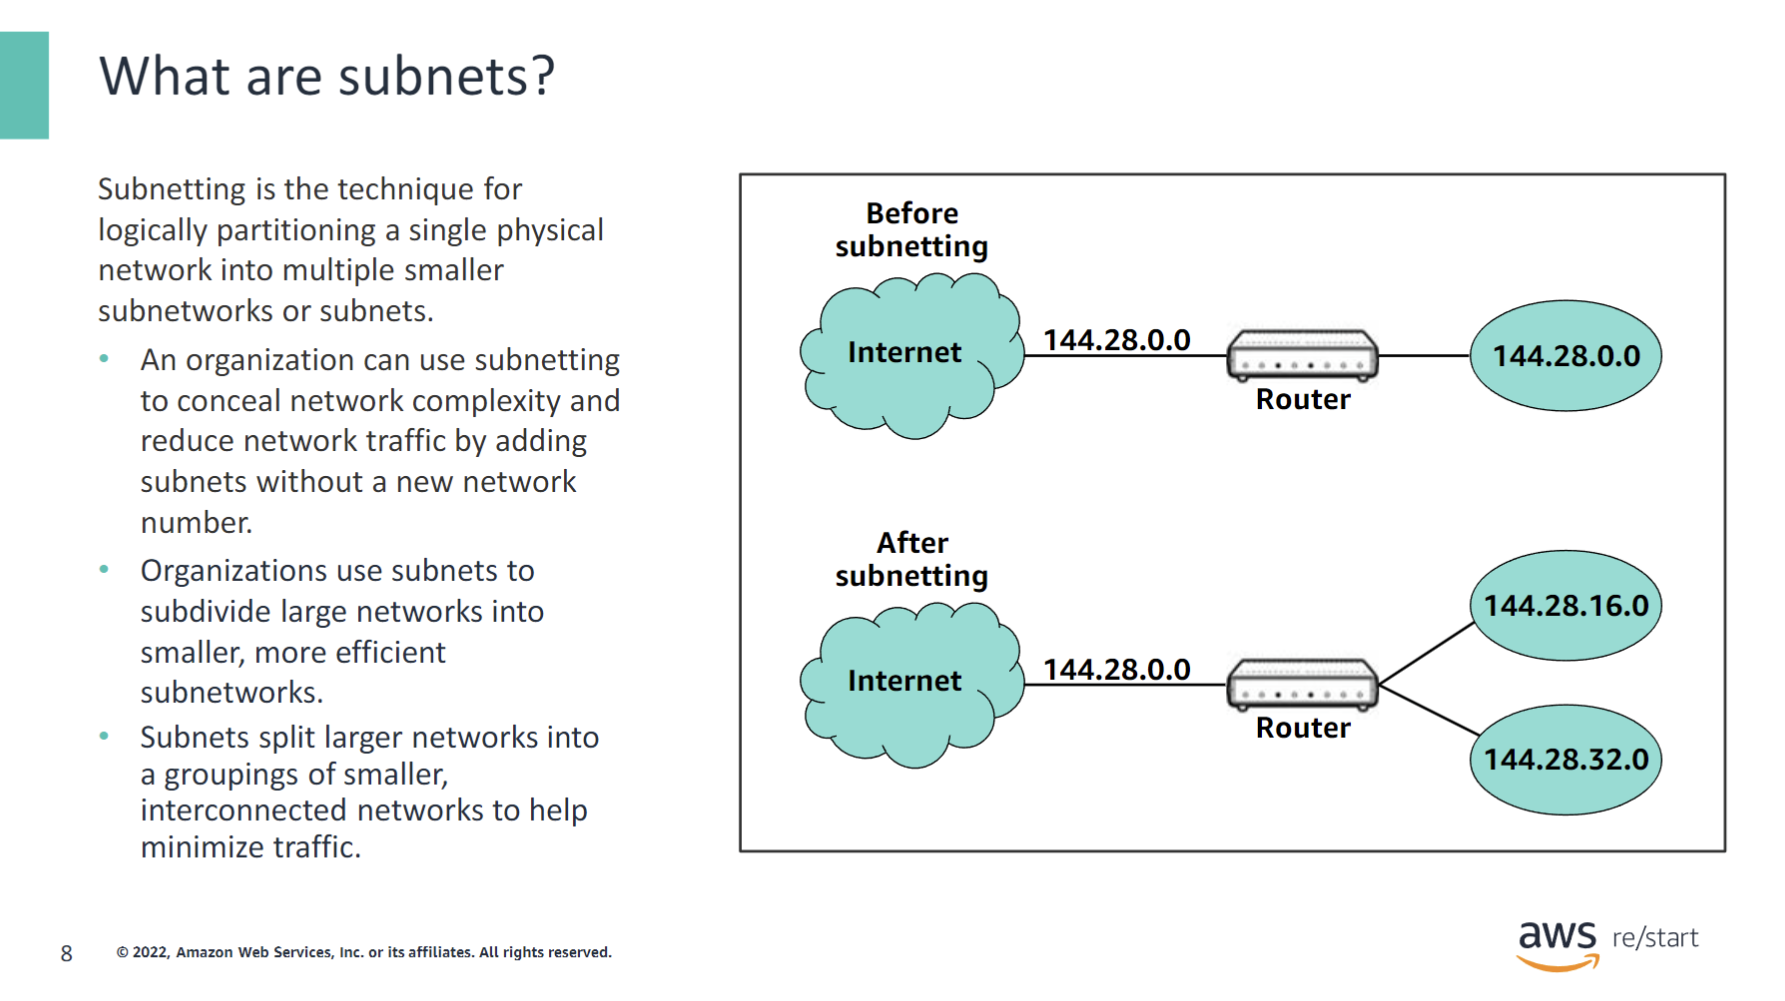 What are subnets?
Subnetting is the technique for
logically partitioning a single physical
network into multiple smaller
subnetworks or subnets.
• An organization can use subnetting
to conceal network complexity and
reduce network traffic by adding
subnets without a new network
number.
• Organizations use subnets to
subdivide large networks into
smaller, more efficient
subnetworks.
• Subnets split larger networks into
a groupings of smaller,
interconnected networks to help
minimize traffic.
Before
subnetting
Internet
144.28.0.0
Router
144.28.0.0
After
subnetting
Internet
144.28.0.0
Router
144.28.16.0
144.28.32.0
8
© 2022, Amazon Web Services, Inc. or its affiliates. All rights reserved.
aws re/start